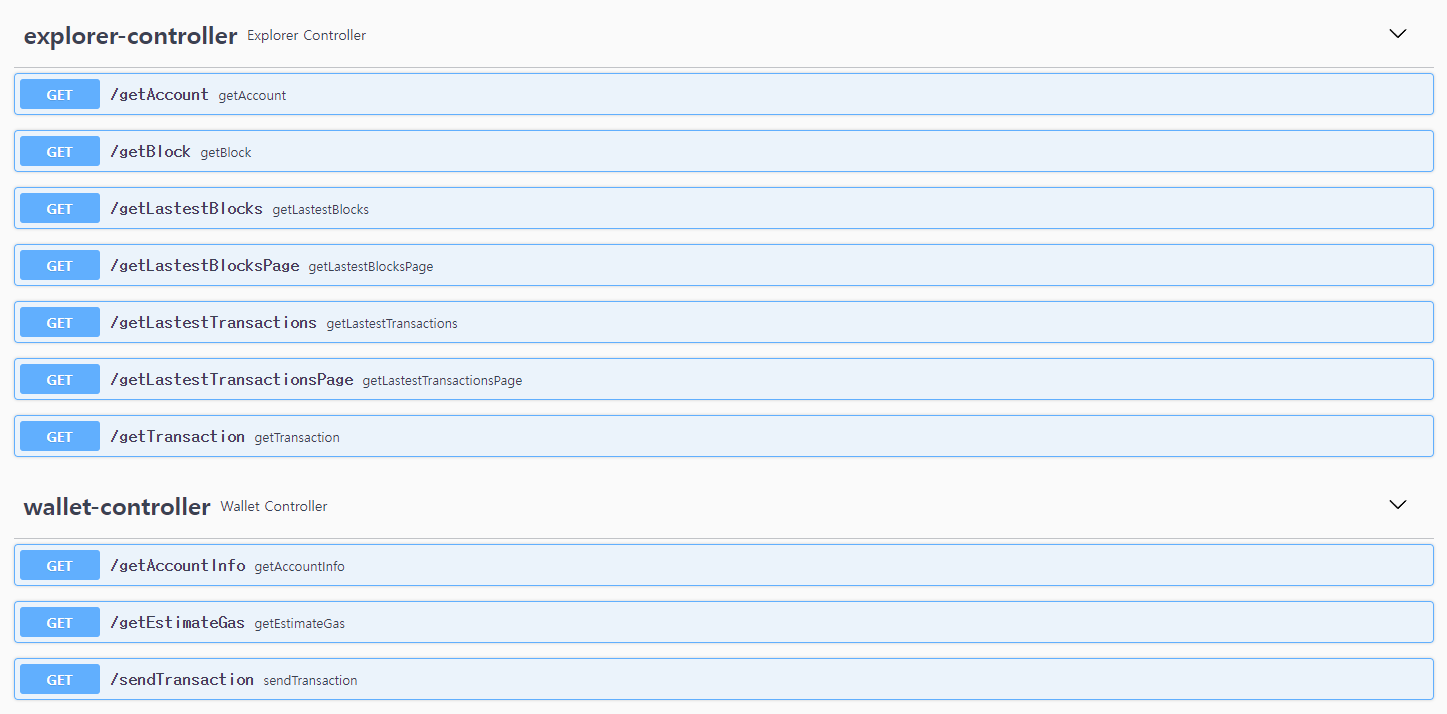 explorer-controller Explorer Controller
GET /getAccount getAccount
GET /getBlock getBlock
GET /getLastestBlocks getLastestBlocks
GET /getLastestBlocksPage getLastestBlocksPage
GET /getLastestTransactions getLastestTransactions
GET /getLastestTransactionsPage getLastestTransactionsPage
GET /getTransaction getTransaction
wallet-controller Wallet Controller
GET /getAccountInfo getAccountInfo
GET /getEstimateGas getEstimateGas
GET /sendTransaction sendTransaction